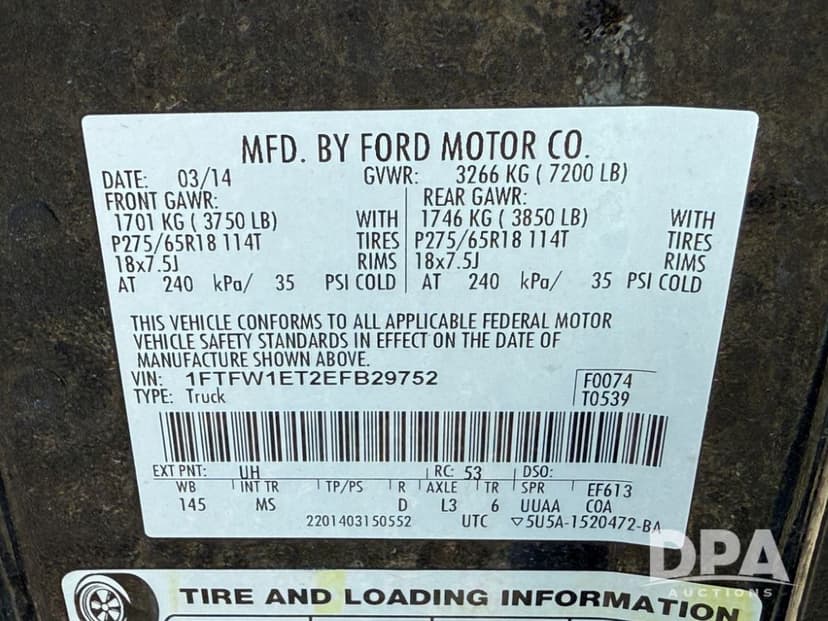 MFD. BY FORD MOTOR CO.
DATE: 03/14 GVWR: 3266 KG ( 7200 LB)
FRONT GAWR: REAR GAWR:
1701 KG ( 3750 LB) WITH 1746 KG ( 3850 LB) WITH
P275/65R18 114T TIRES P275/65R18 114T TIRES
18x7.5J RIMS 18x7.5J RIMS
AT 240 kPa/ 35 PSI COLD AT 240 kPa/ 35 PSI COLD
THIS VEHICLE CONFORMS TO ALL APPLICABLE FEDERAL MOTOR
VEHICLE SAFETY STANDARDS IN EFFECT ON THE DATE OF
MANUFACTURE SHOWN ABOVE.
VIN: 1FTFW1ET2EFB29752 F0074
TYPE: Truck T0539
EXT PNT: UH RC: 53 DSO:
WB INT TR TP/PS R AXLE TR SPR EF613
145 MS D L3 6 UUAA COA
2201403150552 UTC ▽5U5A-1520472-BA
DPA
AUCTIONS
TIRE AND LOADING INFORMATION